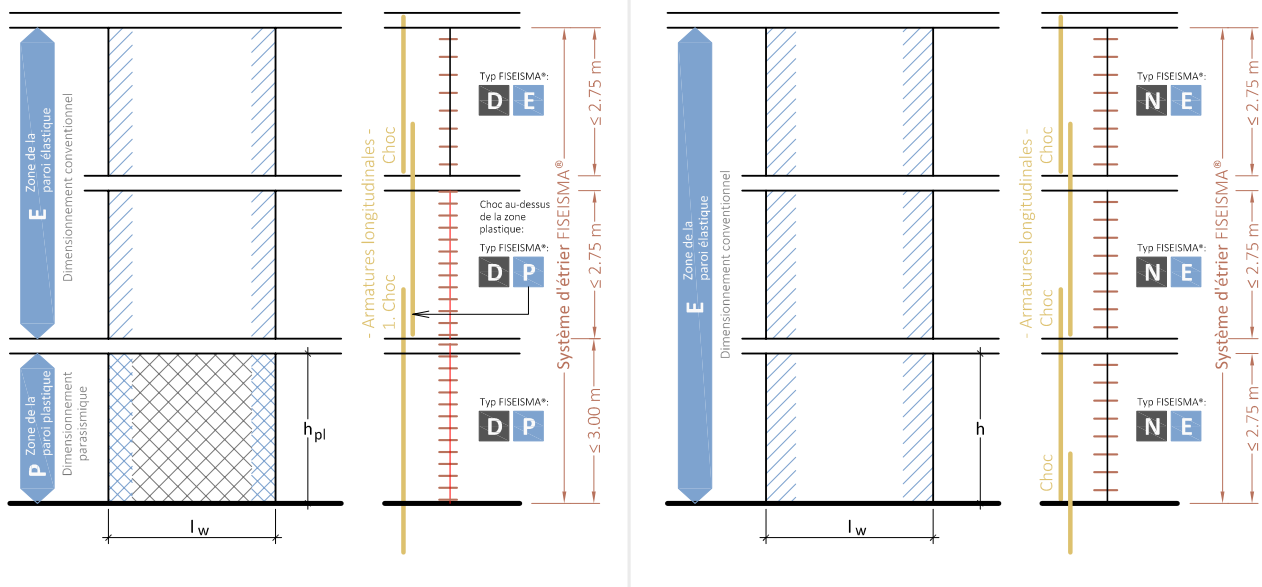 E
Zone de la
paroi élastique
Dimensionnement conventionnel
P
Zone de la
paroi plastique
Dimensionnement
parasismique
h pl
l w
- Armatures longitudinales -
Choc
1. Choc
Typ FISEISMA®:
D E
Choc au-dessus
de la zone
plastique:
Typ FISEISMA®:
D P
Typ FISEISMA®:
D P
Système d'étrier FISEISMA®
≤ 2.75 m
≤ 2.75 m
≤ 3.00 m
E
Zone de la
paroi élastique
Dimensionnement conventionnel
h
l w
- Armatures longitudinales -
Choc
Choc
Choc
Typ FISEISMA®:
N E
Typ FISEISMA®:
N E
Typ FISEISMA®:
N E
Système d'étrier FISEISMA®
≤ 2.75 m
≤ 2.75 m
≤ 2.75 m